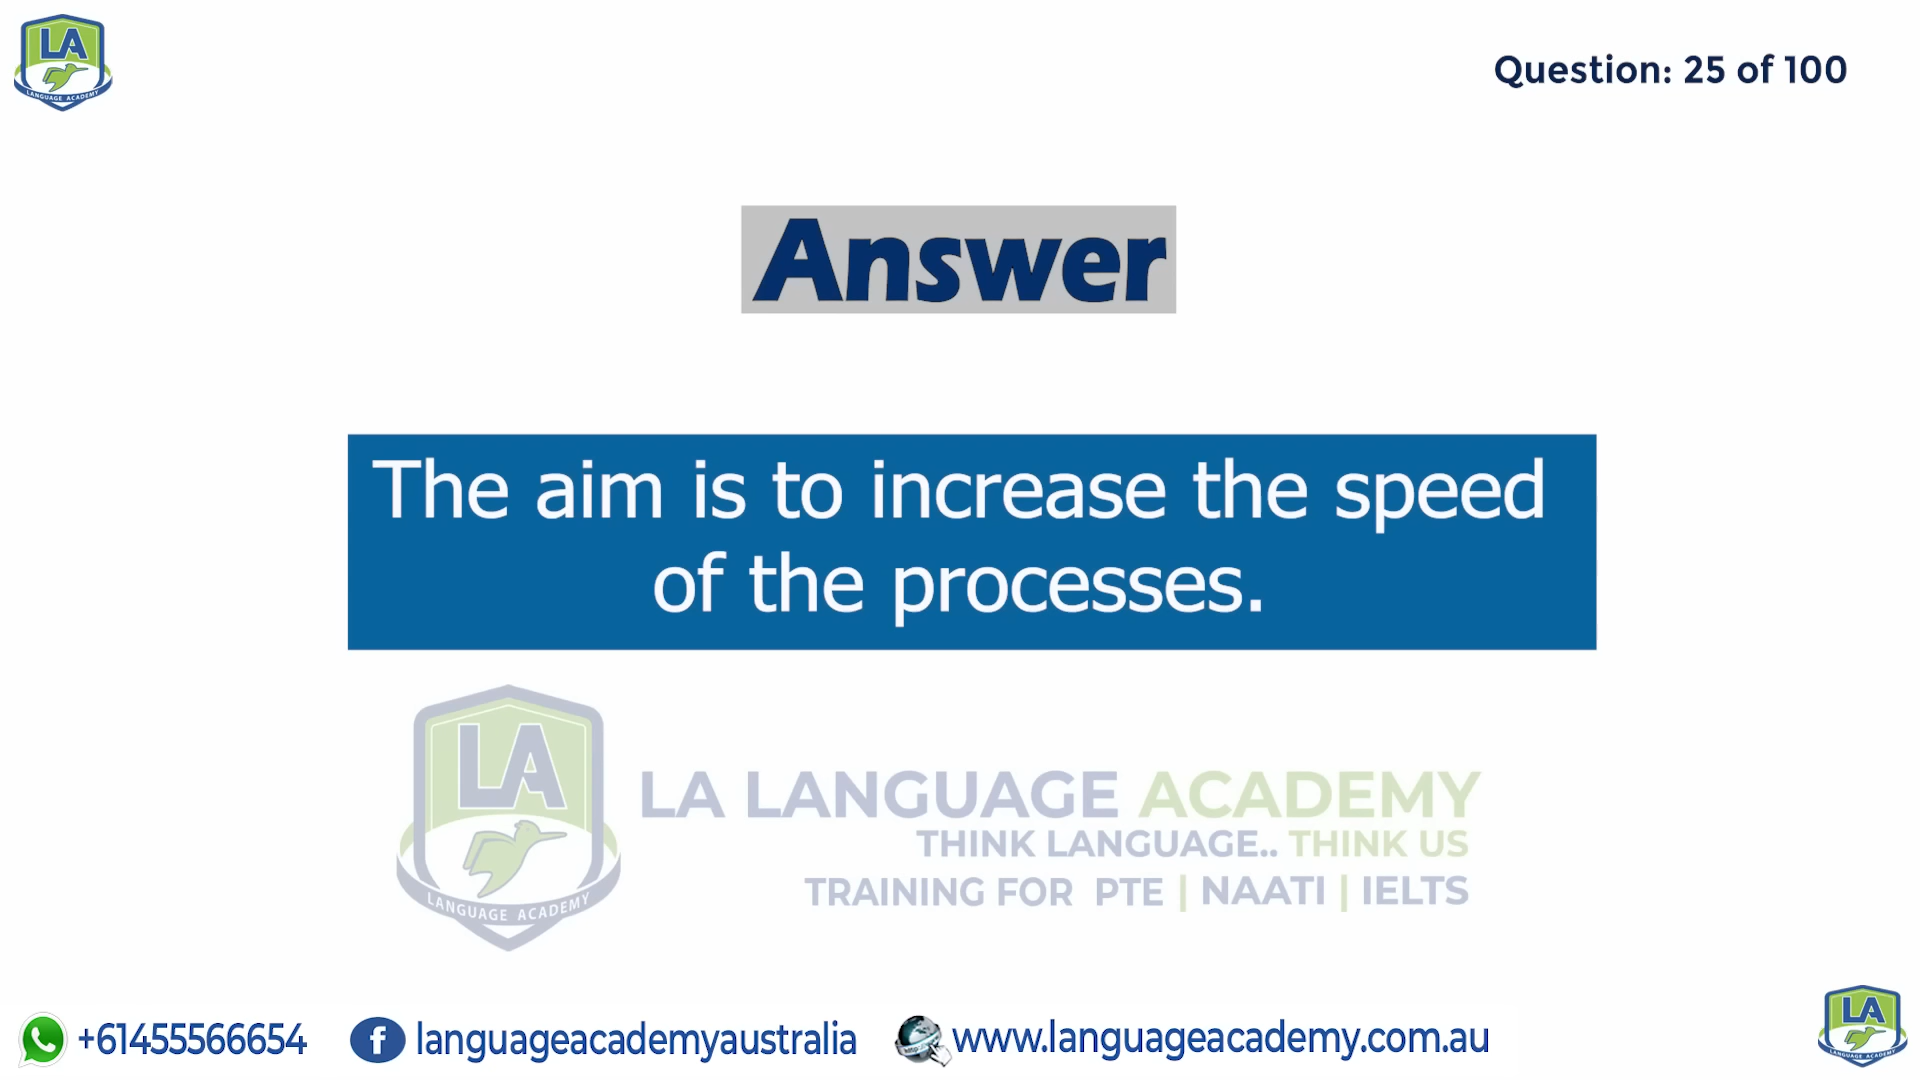 LA
LANGUAGE ACADEMY
Question: 25 of 100
Answer
The aim is to increase the speed
of the processes.
LA
LANGUAGE ACADEMY
LA LANGUAGE ACADEMY
THINK LANGUAGE.. THINK US
TRAINING FOR PTE | NAATI | IELTS
+61455566654
languageacademyaustralia
www.languageacademy.com.au
LA
LANGUAGE ACADEMY